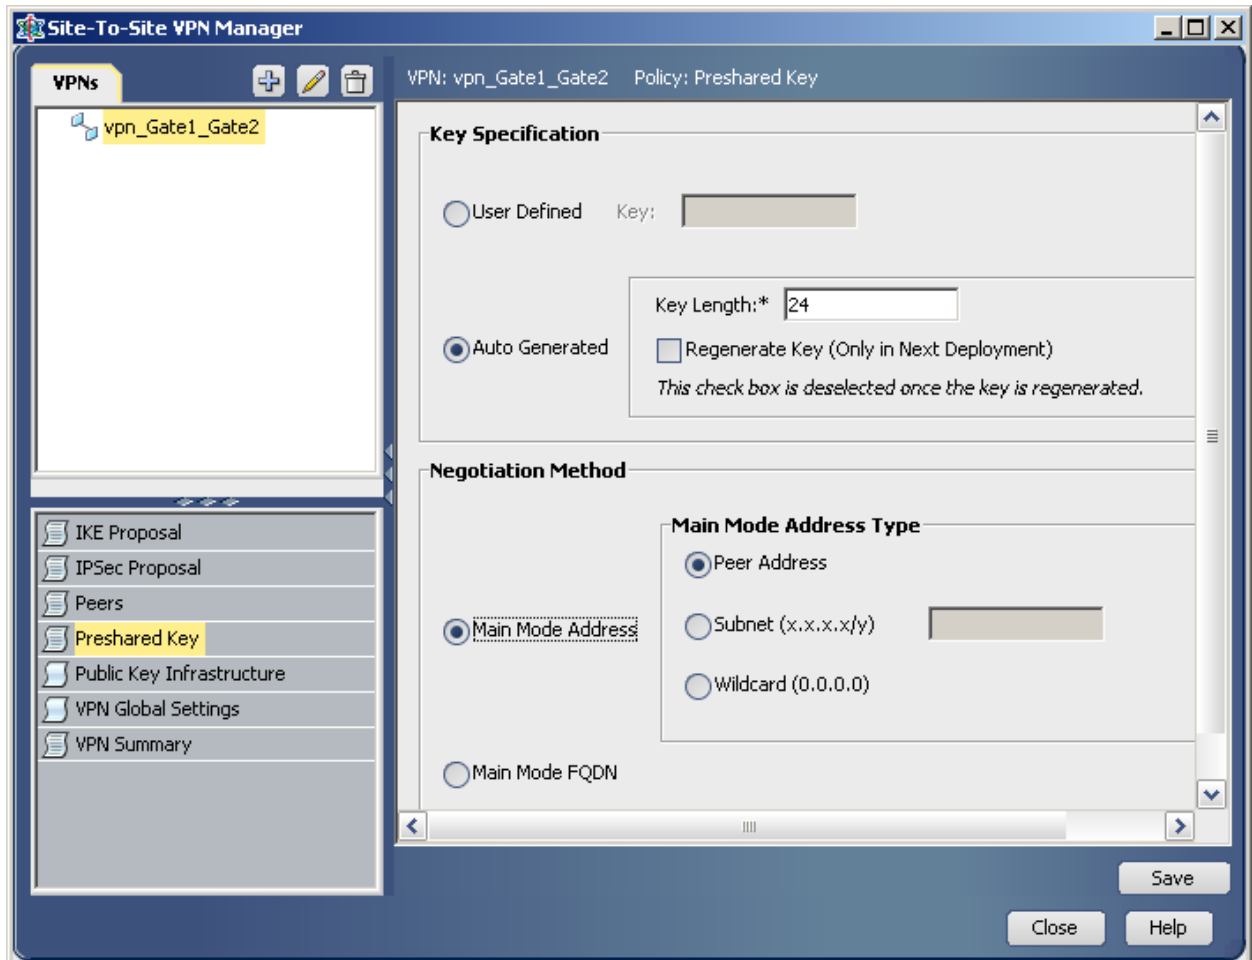 Site-To-Site VPN Manager
VPNs
vpn_Gate1_Gate2
IKE Proposal
IPSec Proposal
Peers
Preshared Key
Public Key Infrastructure
VPN Global Settings
VPN Summary
VPN: vpn_Gate1_Gate2 Policy: Preshared Key
Key Specification
User Defined Key:
Key Length:* 24
Auto Generated
Regenerate Key (Only in Next Deployment)
This check box is deselected once the key is regenerated.
Negotiation Method
Main Mode Address Type
Peer Address
Main Mode Address
Subnet (x.x.x.x/y)
Wildcard (0.0.0.0)
Main Mode FQDN
Save
Close Help